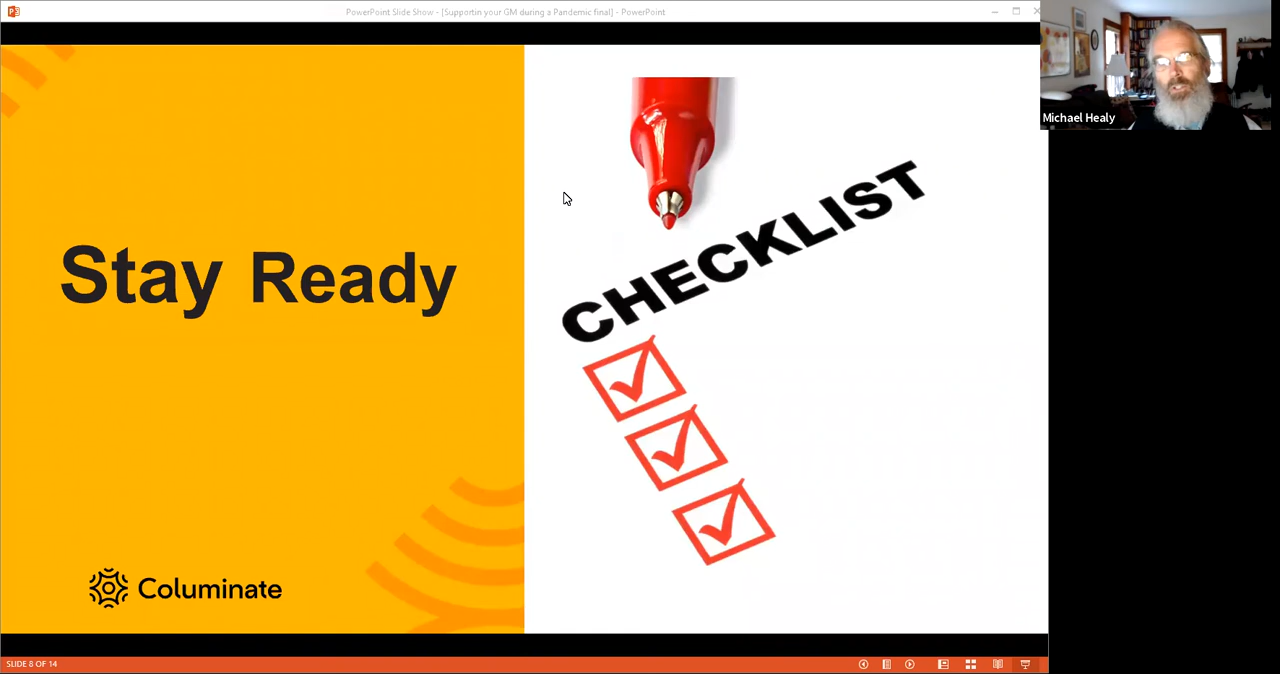 PowerPoint Slide Show - [Supportin your GM during a Pandemic final] - PowerPoint
Michael Healy
CHECKLIST
Stay Ready
Columinate
SLIDE 8 OF 14